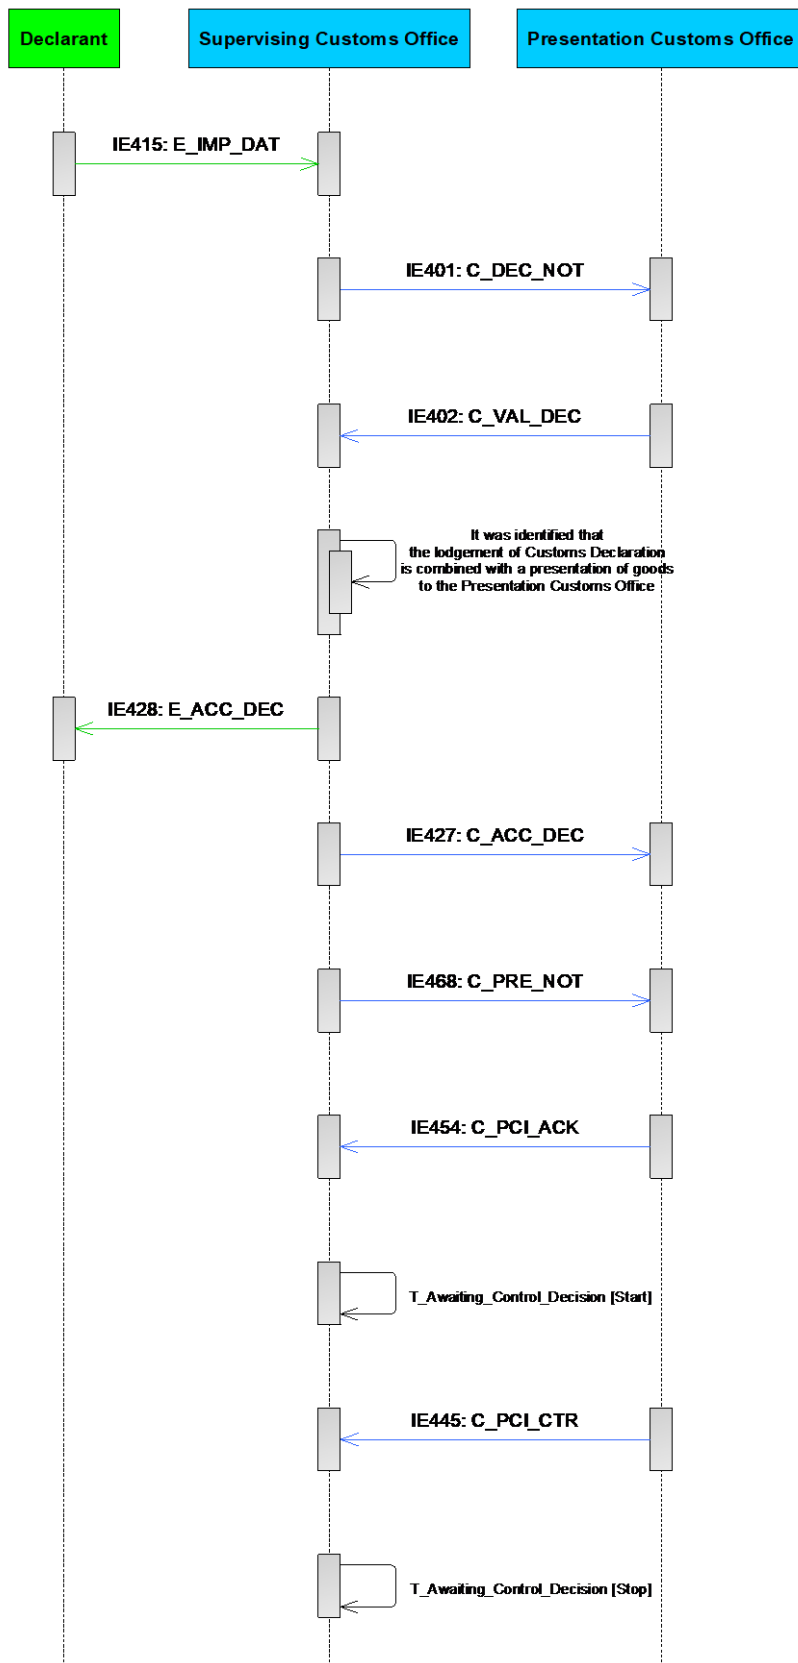 Declarant
Supervising Customs Office
Presentation Customs Office
IE415: E_IMP_DAT
IE401: C_DEC_NOT
IE402: C_VAL_DEC
It was identified that
the lodgement of Customs Declaration
is combined with a presentation of goods
to the Presentation Customs Office
IE428: E_ACC_DEC
IE427: C_ACC_DEC
IE468: C_PRE_NOT
IE454: C_PCI_ACK
T_Awaiting_Control_Decision [Start]
IE445: C_PCI_CTR
T_Awaiting_Control_Decision [Stop]